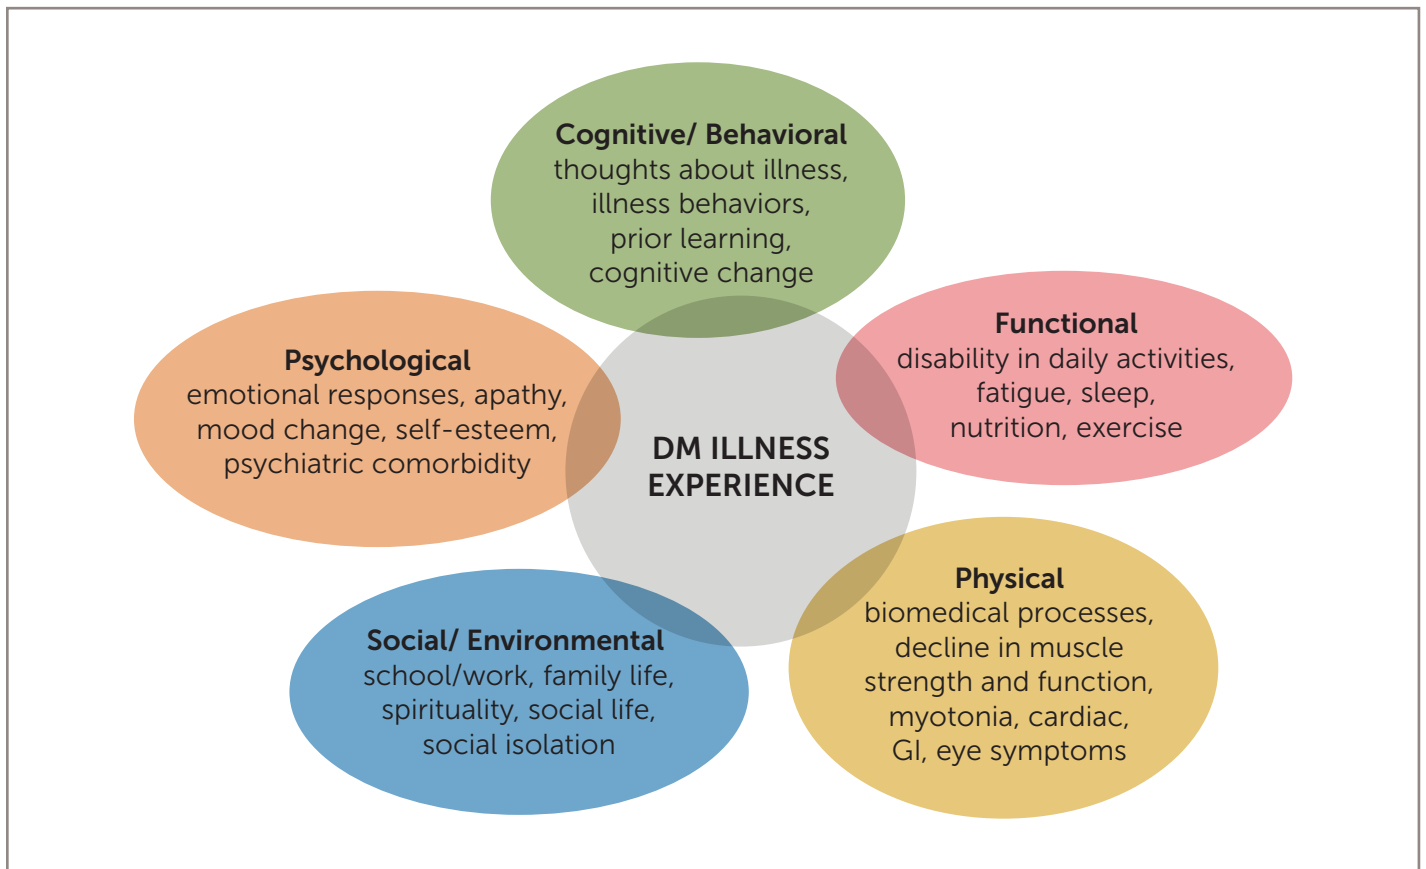 Cognitive/ Behavioral
thoughts about illness,
illness behaviors,
prior learning,
cognitive change
Functional
disability in daily activities,
fatigue, sleep,
nutrition, exercise
Psychological
emotional responses, apathy,
mood change, self-esteem,
psychiatric comorbidity
DM ILLNESS
EXPERIENCE
Physical
biomedical processes,
decline in muscle
strength and function,
myotonia, cardiac,
GI, eye symptoms
Social/ Environmental
school/work, family life,
spirituality, social life,
social isolation